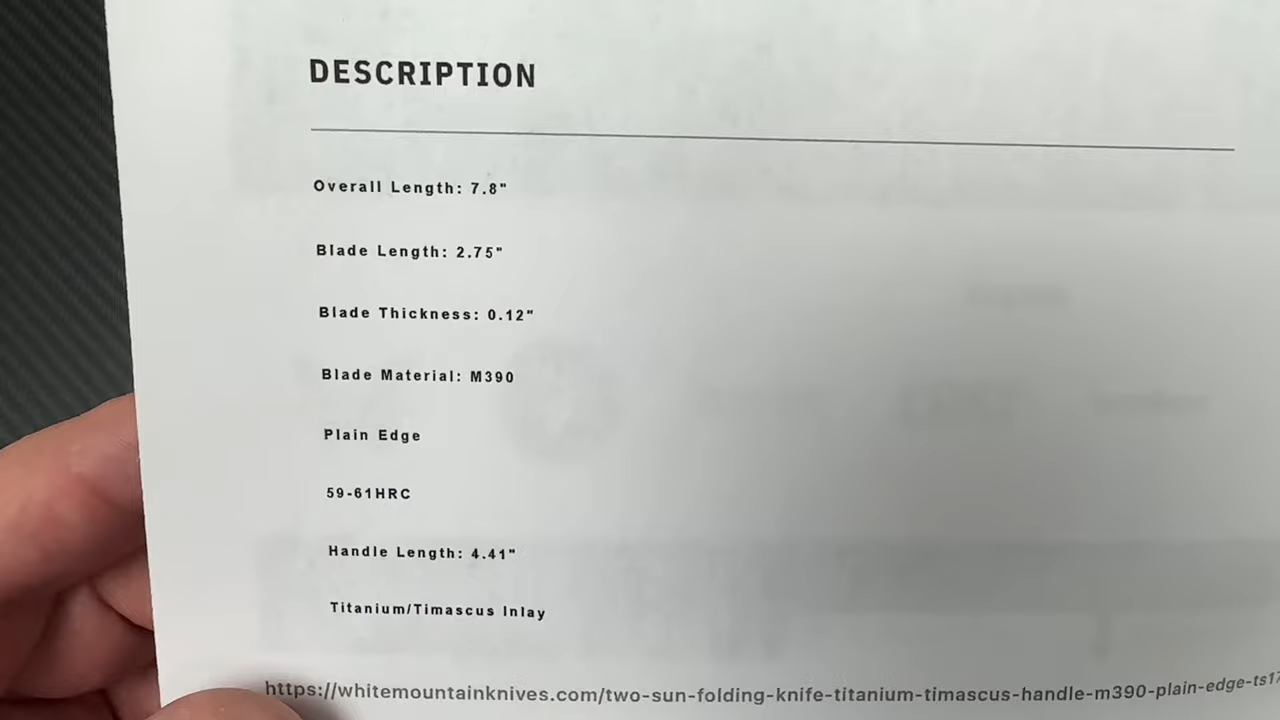 DESCRIPTION
Overall Length: 7.8"
Blade Length: 2.75"
Blade Thickness: 0.12"
Blade Material: M390
Plain Edge
59-61HRC
Handle Length: 4.41"
Titanium/Timascus Inlay
https://whitemountainknives.com/two-sun-folding-knife-titanium-timascus-handle-m390-plain-edge-ts17